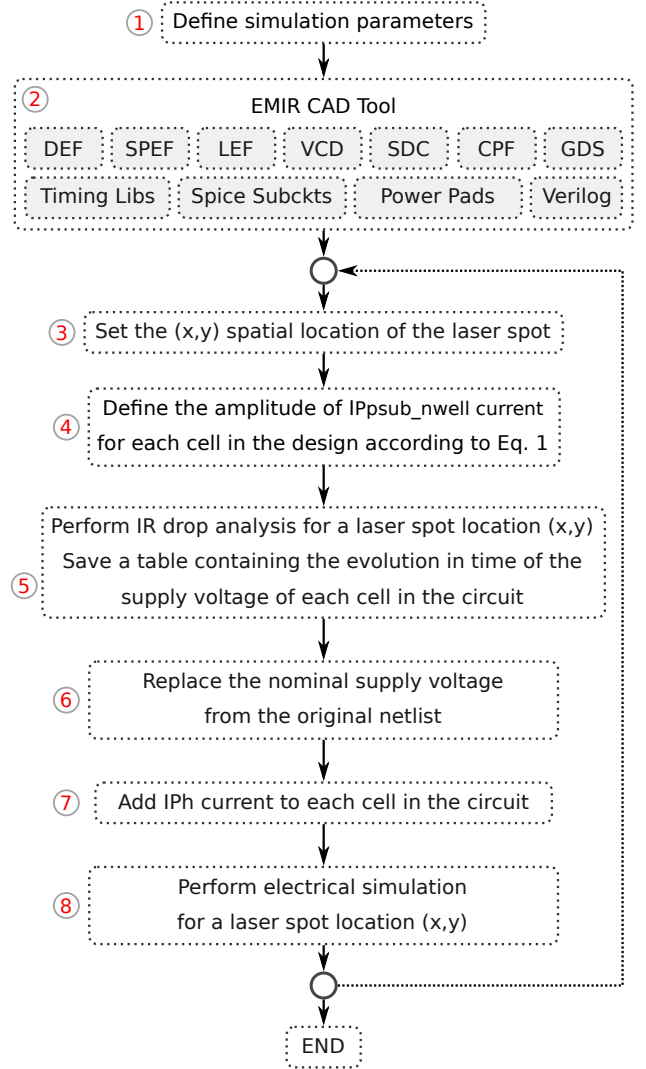 1 Define simulation parameters
2
EMIR CAD Tool
DEF SPEF LEF VCD SDC CPF GDS
Timing Libs Spice Subckts Power Pads Verilog
3 Set the (x,y) spatial location of the laser spot
Define the amplitude of IPpsub_nwell current
4
for each cell in the design according to Eq. 1
Perform IR drop analysis for a laser spot location (x,y)
Save a table containing the evolution in time of the
5
supply voltage of each cell in the circuit
Replace the nominal supply voltage
6
from the original netlist
7 Add IPh current to each cell in the circuit
Perform electrical simulation
8
for a laser spot location (x,y)
END